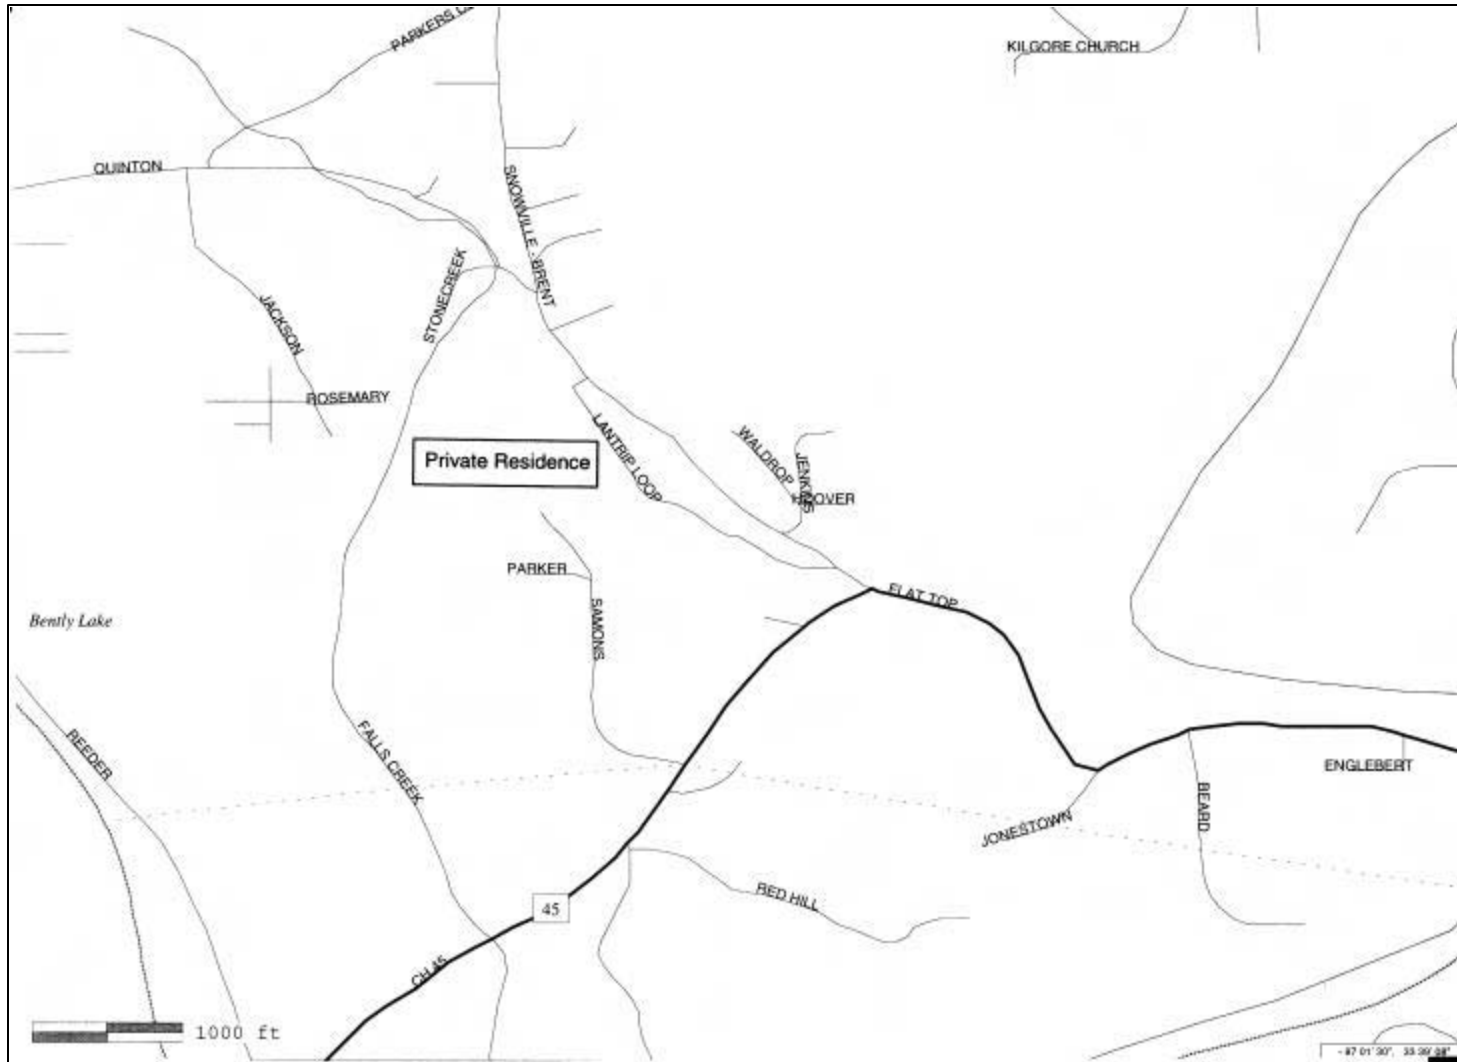 PARKERS
KILGORE CHURCH
QUINTON
SNOWVILLE - BRENT
STONECREEK
JACKSON
ROSEMARY
LANTRIP LOOP
WALDROP
JENKINS
HOOVER
Private Residence
PARKER
FLAT TOP
SAMONS
Bently Lake
FALLS CREEK
REEDER
ENGLEBERT
BEARD
JONESTOWN
RED HILL
45
CH 45
1000 ft